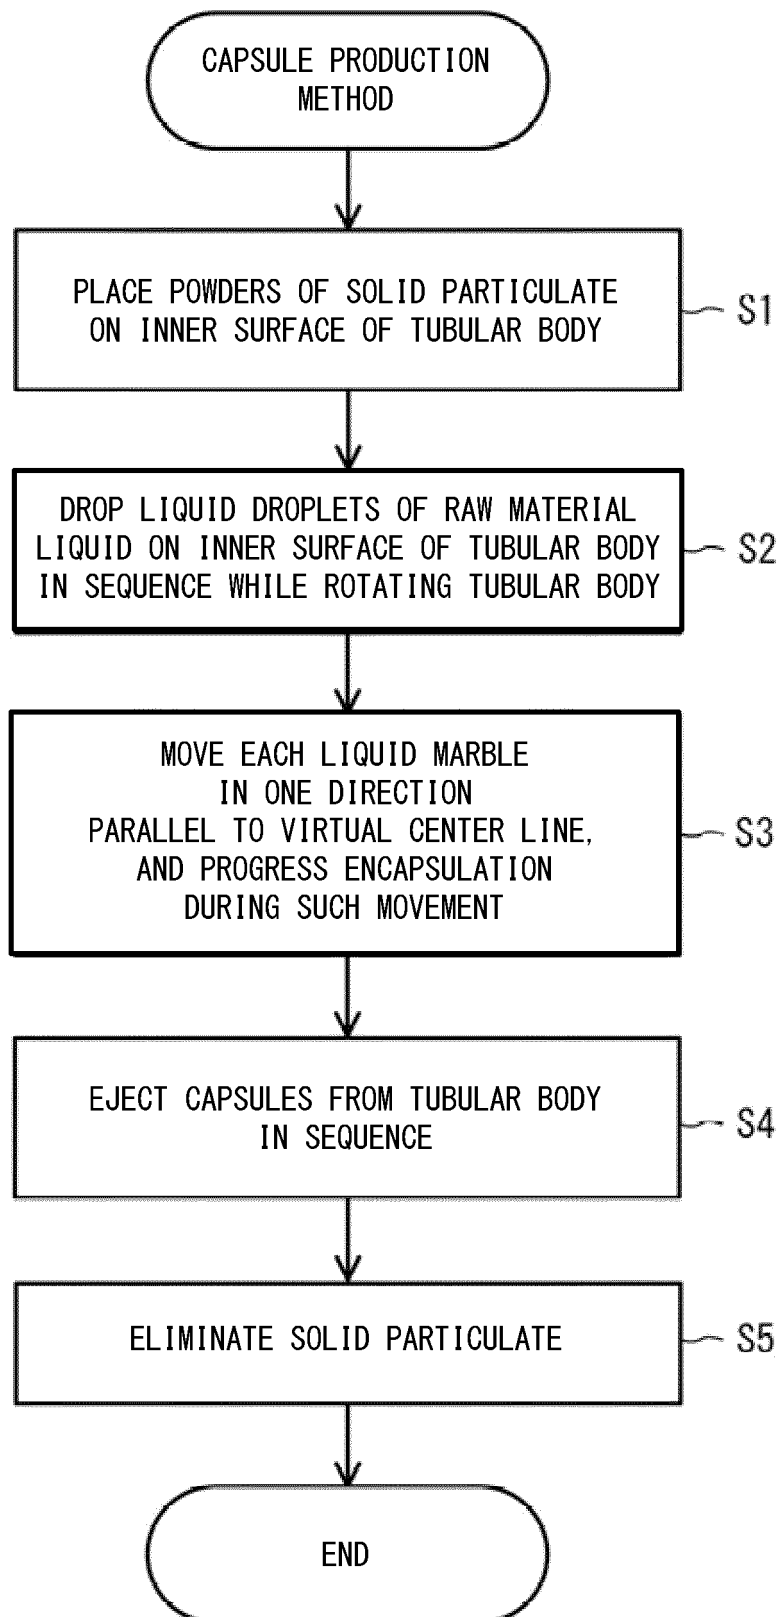 CAPSULE PRODUCTION
METHOD
PLACE POWDERS OF SOLID PARTICULATE
ON INNER SURFACE OF TUBULAR BODY
S1
DROP LIQUID DROPLETS OF RAW MATERIAL
LIQUID ON INNER SURFACE OF TUBULAR BODY
IN SEQUENCE WHILE ROTATING TUBULAR BODY
S2
MOVE EACH LIQUID MARBLE
IN ONE DIRECTION
PARALLEL TO VIRTUAL CENTER LINE,
AND PROGRESS ENCAPSULATION
DURING SUCH MOVEMENT
S3
EJECT CAPSULES FROM TUBULAR BODY
IN SEQUENCE
S4
ELIMINATE SOLID PARTICULATE
S5
END